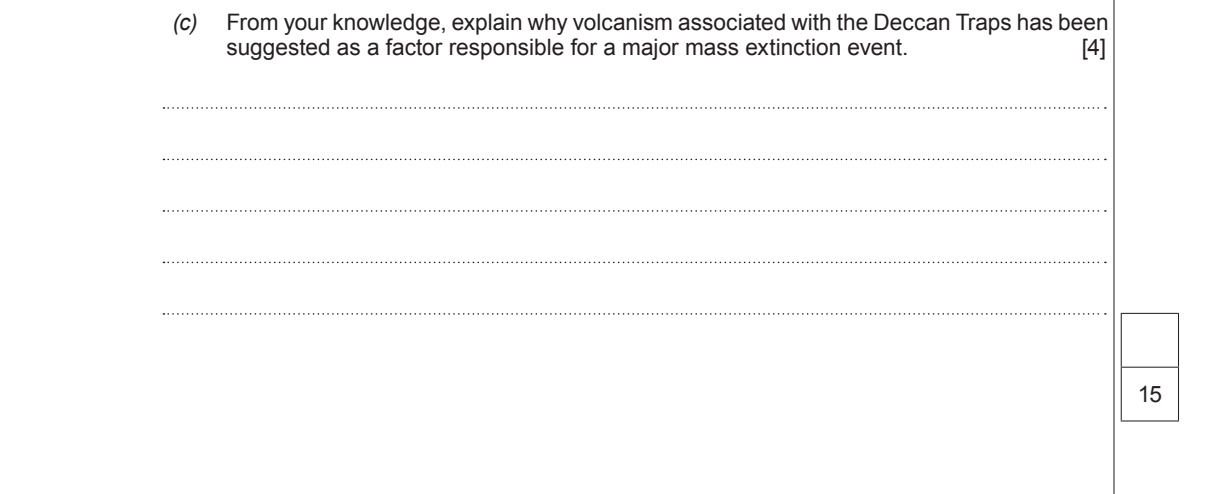 (c) From your knowledge, explain why volcanism associated with the Deccan Traps has been
suggested as a factor responsible for a major mass extinction event. [4]
15